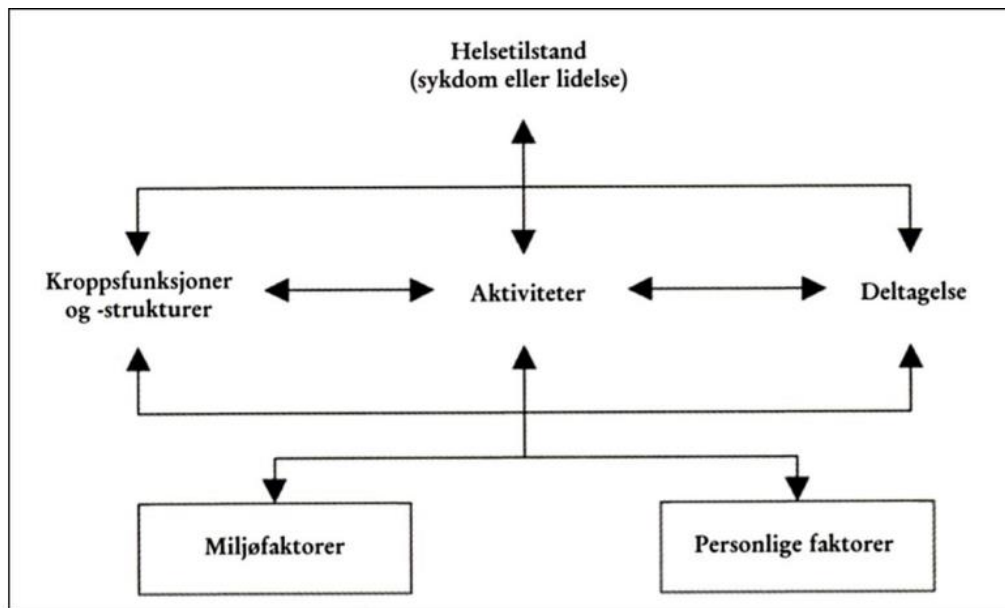 Helsetilstand
(sykdom eller lidelse)
Kroppsfunksjoner
og -strukturer
Aktiviteter
Deltagelse
Miljøfaktorer
Personlige faktorer